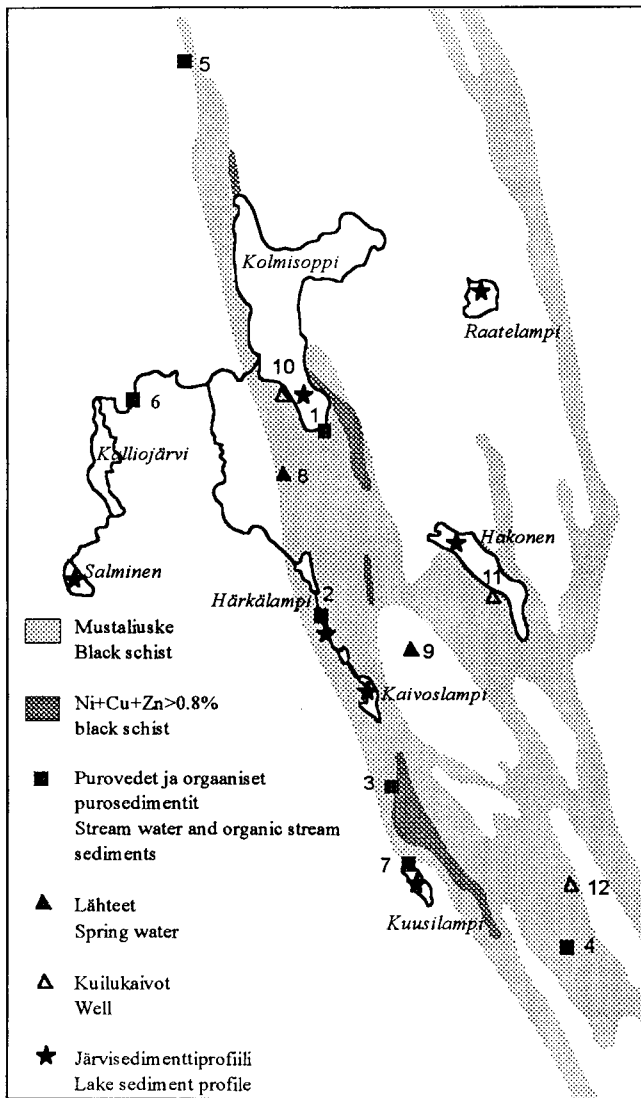 5
Kolmisoppi
Raatelampi
10
1
6
Kalliojärvi
8
Hakonen
11
Salminen
2
Härkälampi
9
Kaivoslampi
3
7
12
Kuusilampi
4
Mustaliuske
Black schist
Ni+Cu+Zn>0.8%
black schist
Purovedet ja orgaaniset
purosedimentit
Stream water and organic stream
sediments
Lähteet
Spring water
Kuilukaivot
Well
Järvisedimenttiprofiili
Lake sediment profile